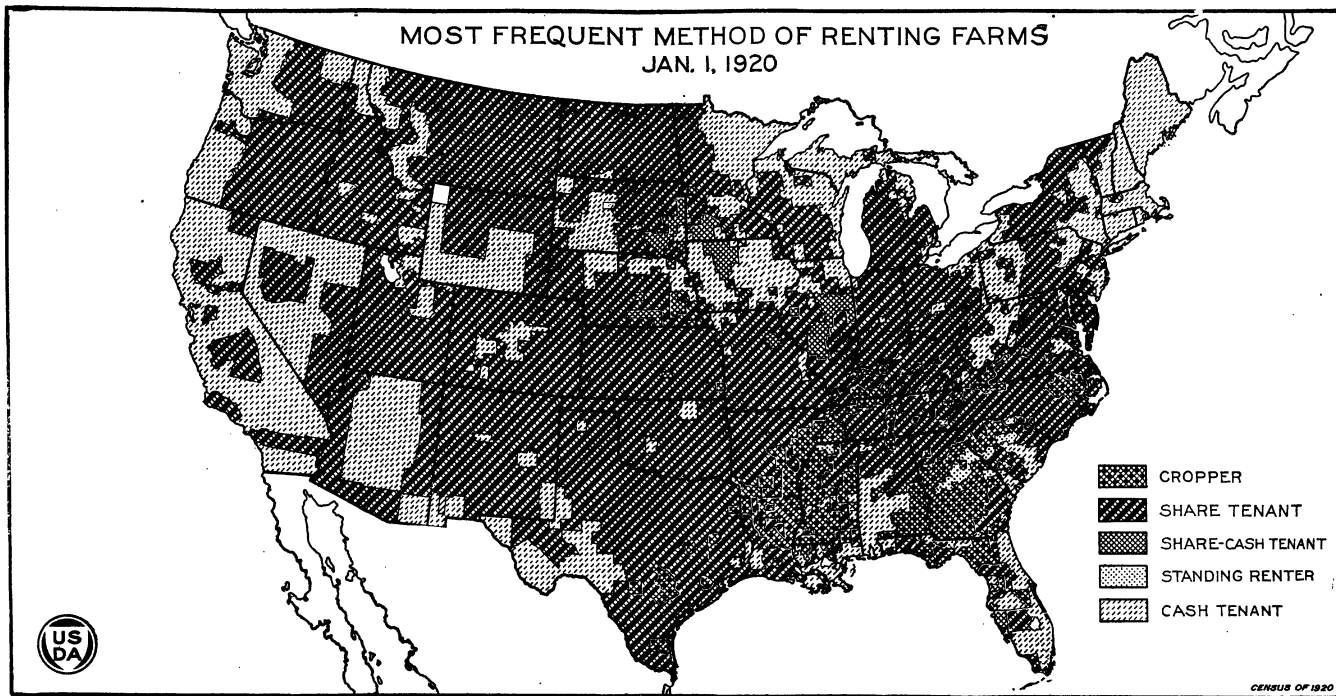 MOST FREQUENT METHOD OF RENTING FARMS
JAN. 1, 1920
CROPPER
SHARE TENANT
SHARE-CASH TENANT
STANDING RENTER
CASH TENANT
US
DA
CENSUS OF 1920